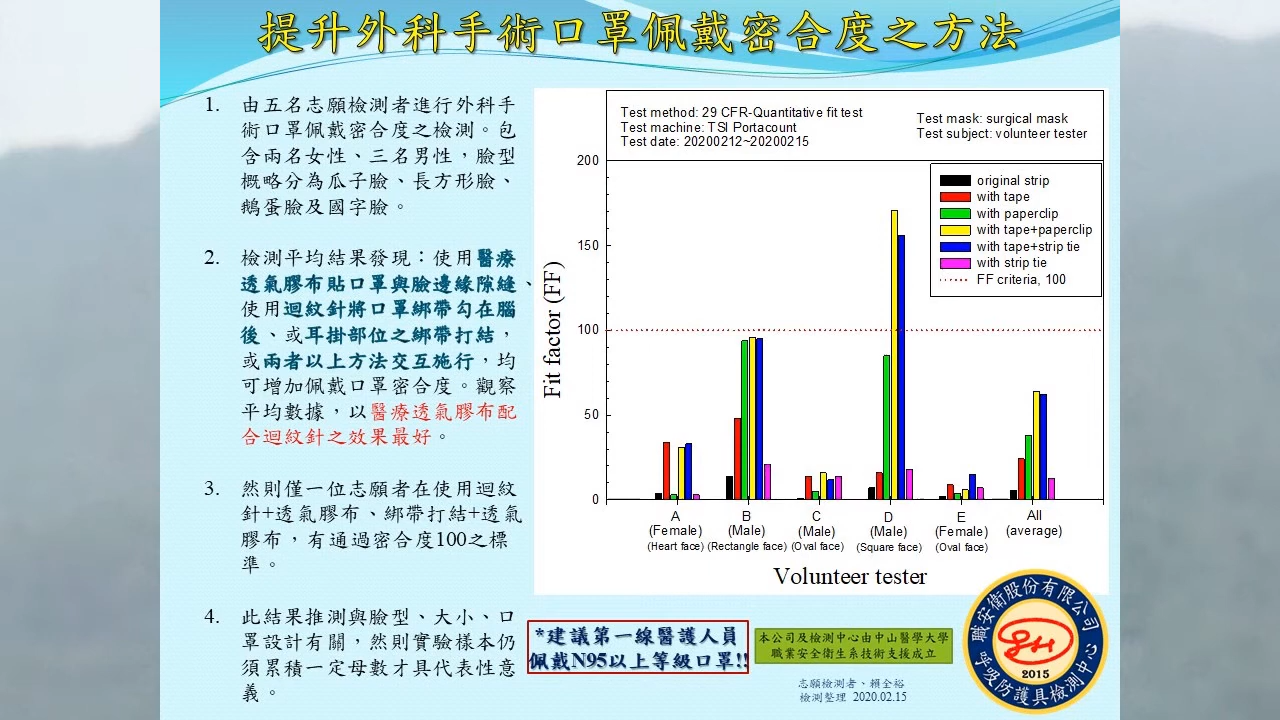 提升外科手術口罩佩戴密合度之方法
1. 由五名志願檢測者進行外科手
術口罩佩戴密合度之檢測。包
含兩名女性、三名男性，臉型
概略分為瓜子臉、長方形臉、
鵝蛋臉及國字臉。
2. 檢測平均結果發現：使用醫療
透氣膠布貼口罩與臉邊緣隙縫、
使用迴紋針將口罩綁帶勾在腦
後、或耳掛部位之綁帶打結，
或兩者以上方法交互施行，均
可增加佩戴口罩密合度。觀察
平均數據，以醫療透氣膠布配
合迴紋針之效果最好。
3. 然則僅一位志願者在使用迴紋
針+透氣膠布、綁帶打結+透氣
膠布，有通過密合度100之標
準。
4. 此結果推測與臉型、大小、口
罩設計有關，然則實驗樣本仍
須累積一定母數才具代表性意
義。
Test method: 29 CFR-Quantitative fit test
Test machine: TSI Portacount
Test date: 20200212~20200215
Test mask: surgical mask
Test subject: volunteer tester
original strip
with tape
with paperclip
with tape+paperclip
with tape+strip tie
with strip tie
FF criteria, 100
Fit factor (FF)
200
150
100
50
0
A
(Female)
(Heart face)
B
(Male)
(Rectangle face)
C
(Male)
(Oval face)
D
(Male)
(Square face)
E
(Female)
(Oval face)
All
(average)
Volunteer tester
*建議第一線醫護人員
佩戴N95以上等級口罩!!
本公司及檢測中心由中山醫學大學
職業安全衛生系技術支援成立
志願檢測者、賴全裕
檢測整理 2020.02.15
職安衛股份有限公司
2015
呼吸防護具檢測中心